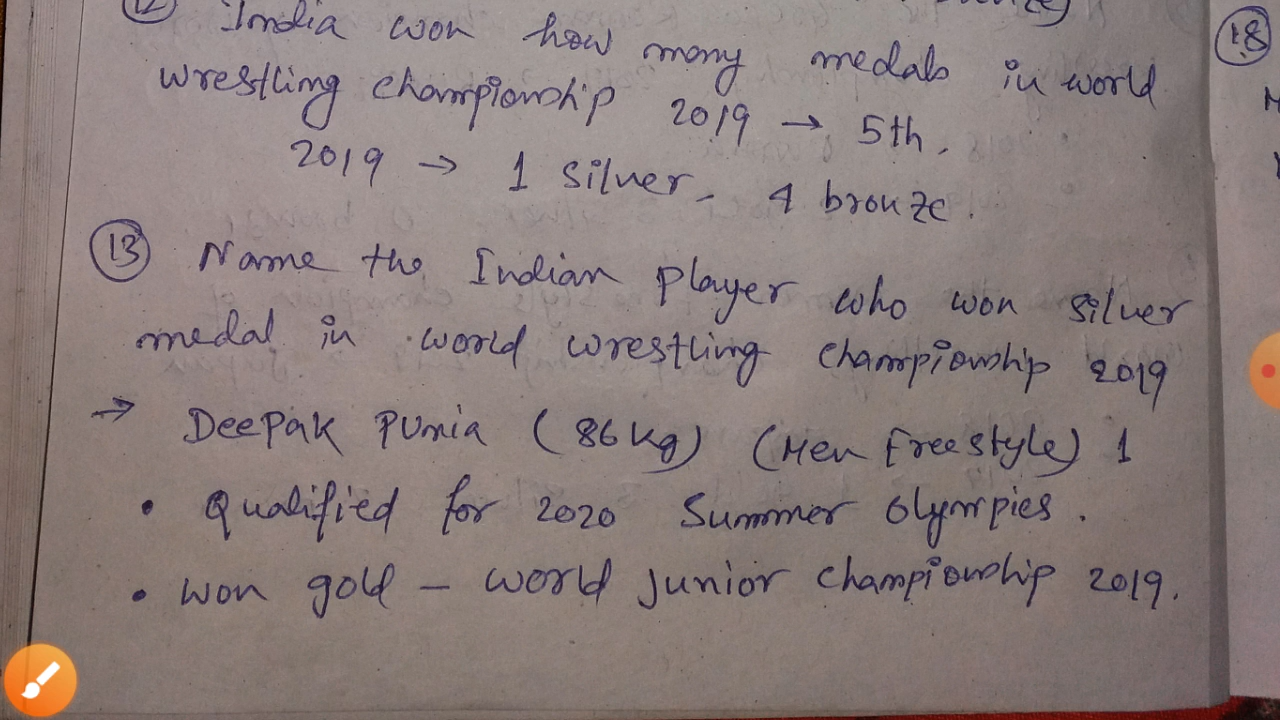 12 India won how many medals in world
wrestling championship 2019 → 5th.
2019 → 1 silver, 4 bronze.
13 Name the Indian player who won silver
medal in world wrestling championship 2019
→ Deepak Punia (86 kg) (Men freestyle) 1
• Qualified for 2020 Summer Olympics.
• Won gold – world junior championship 2019.
18